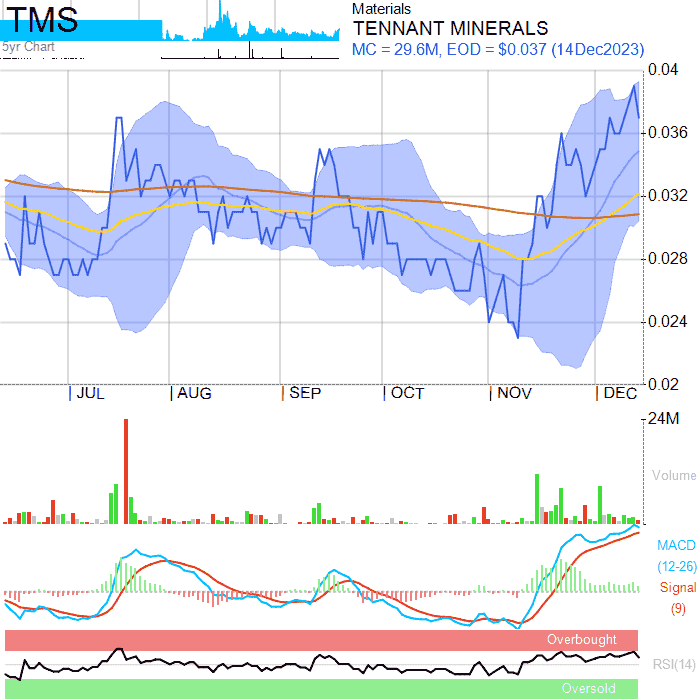 TMS
5yr Chart
Materials
TENNANT MINERALS
MC = 29.6M, EOD = $0.037 (14Dec2023)
0.04
0.036
0.032
0.028
0.024
0.02
JUL AUG SEP OCT NOV DEC
24M
Volume
MACD
(12-26)
Signal
(9)
Overbought
RSI(14)
Oversold